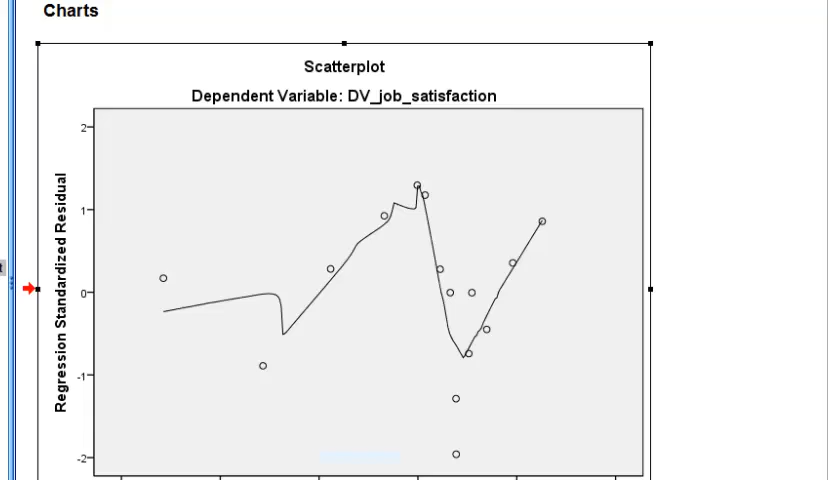 Charts
Scatterplot
Dependent Variable: DV_job_satisfaction
Regression Standardized Residual
2
1
0
-1
-2
t